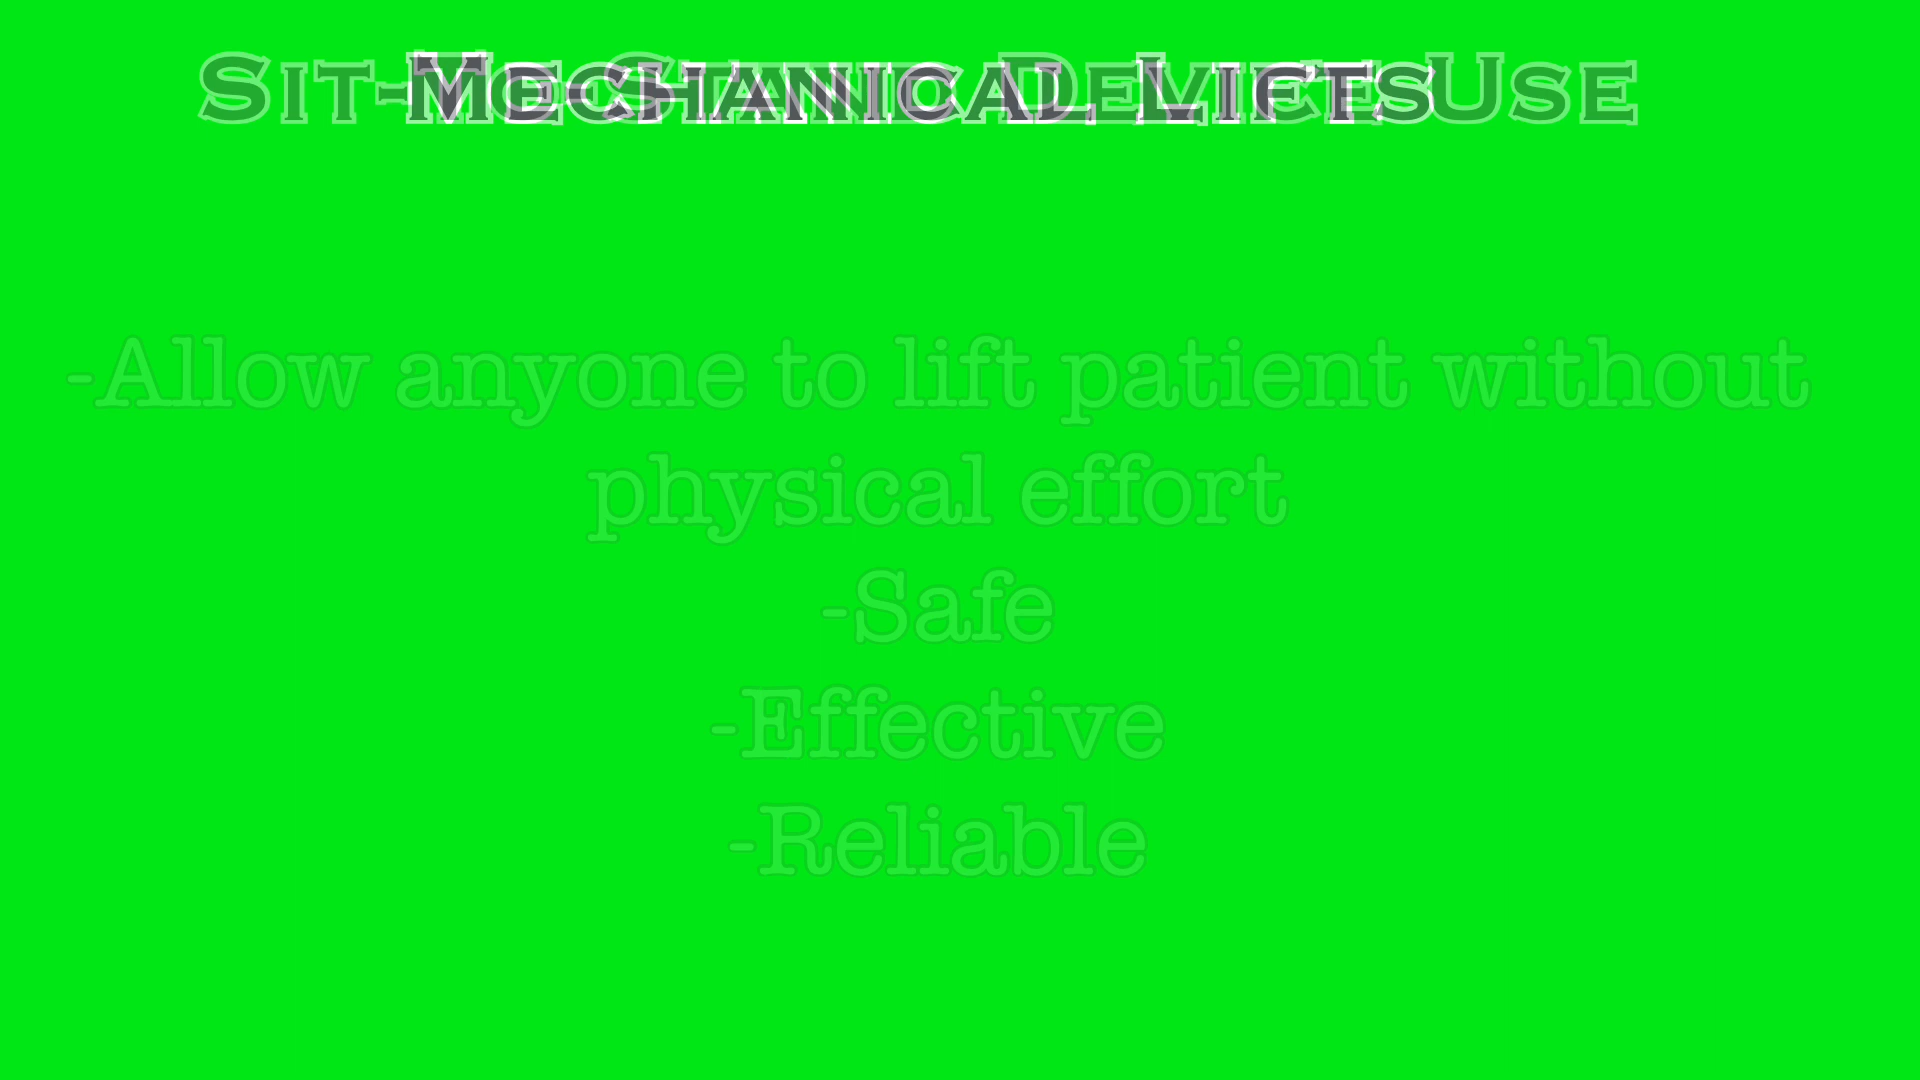 Sit-to-Stand Device Use
Mechanical Lifts
-Allow anyone to lift patient without
physical effort
-Safe
-Effective
-Reliable